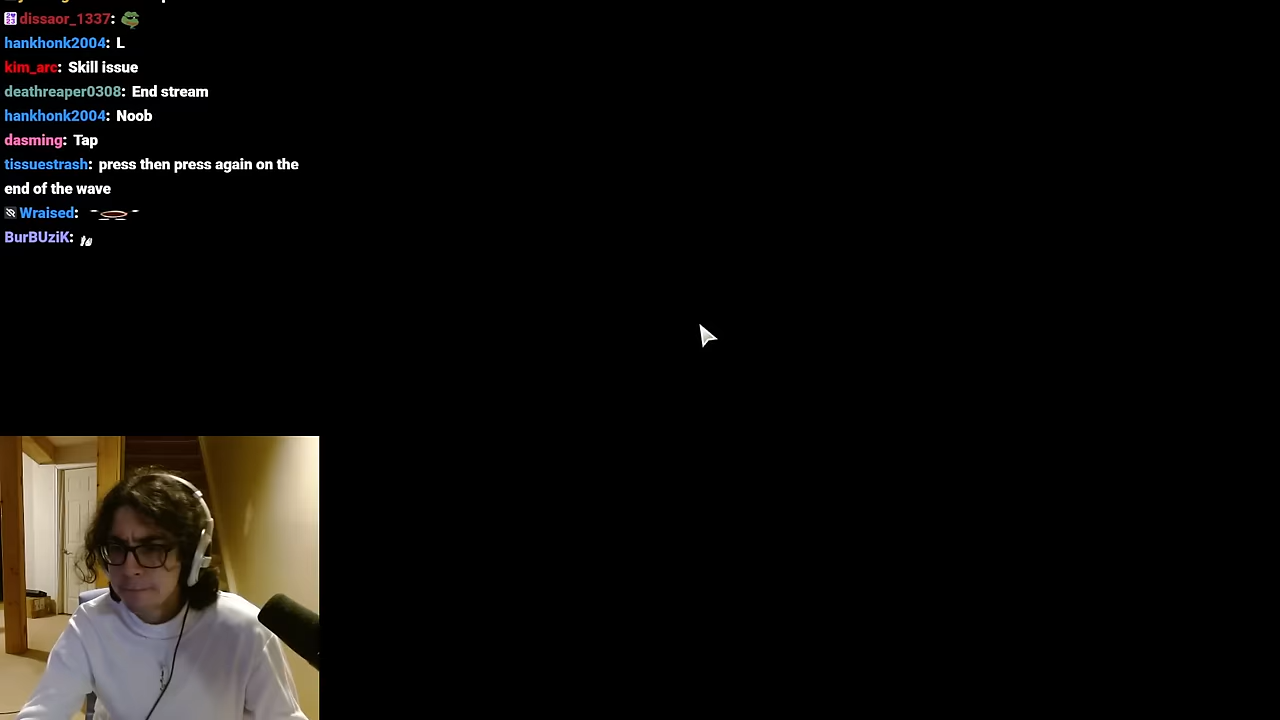 dissaor_1337:
hankhonk2004: L
kim_arc: Skill issue
deathreaper0308: End stream
hankhonk2004: Noob
dasming: Tap
tissuestrash: press then press again on the
end of the wave
Wraised:
BurBUziK: